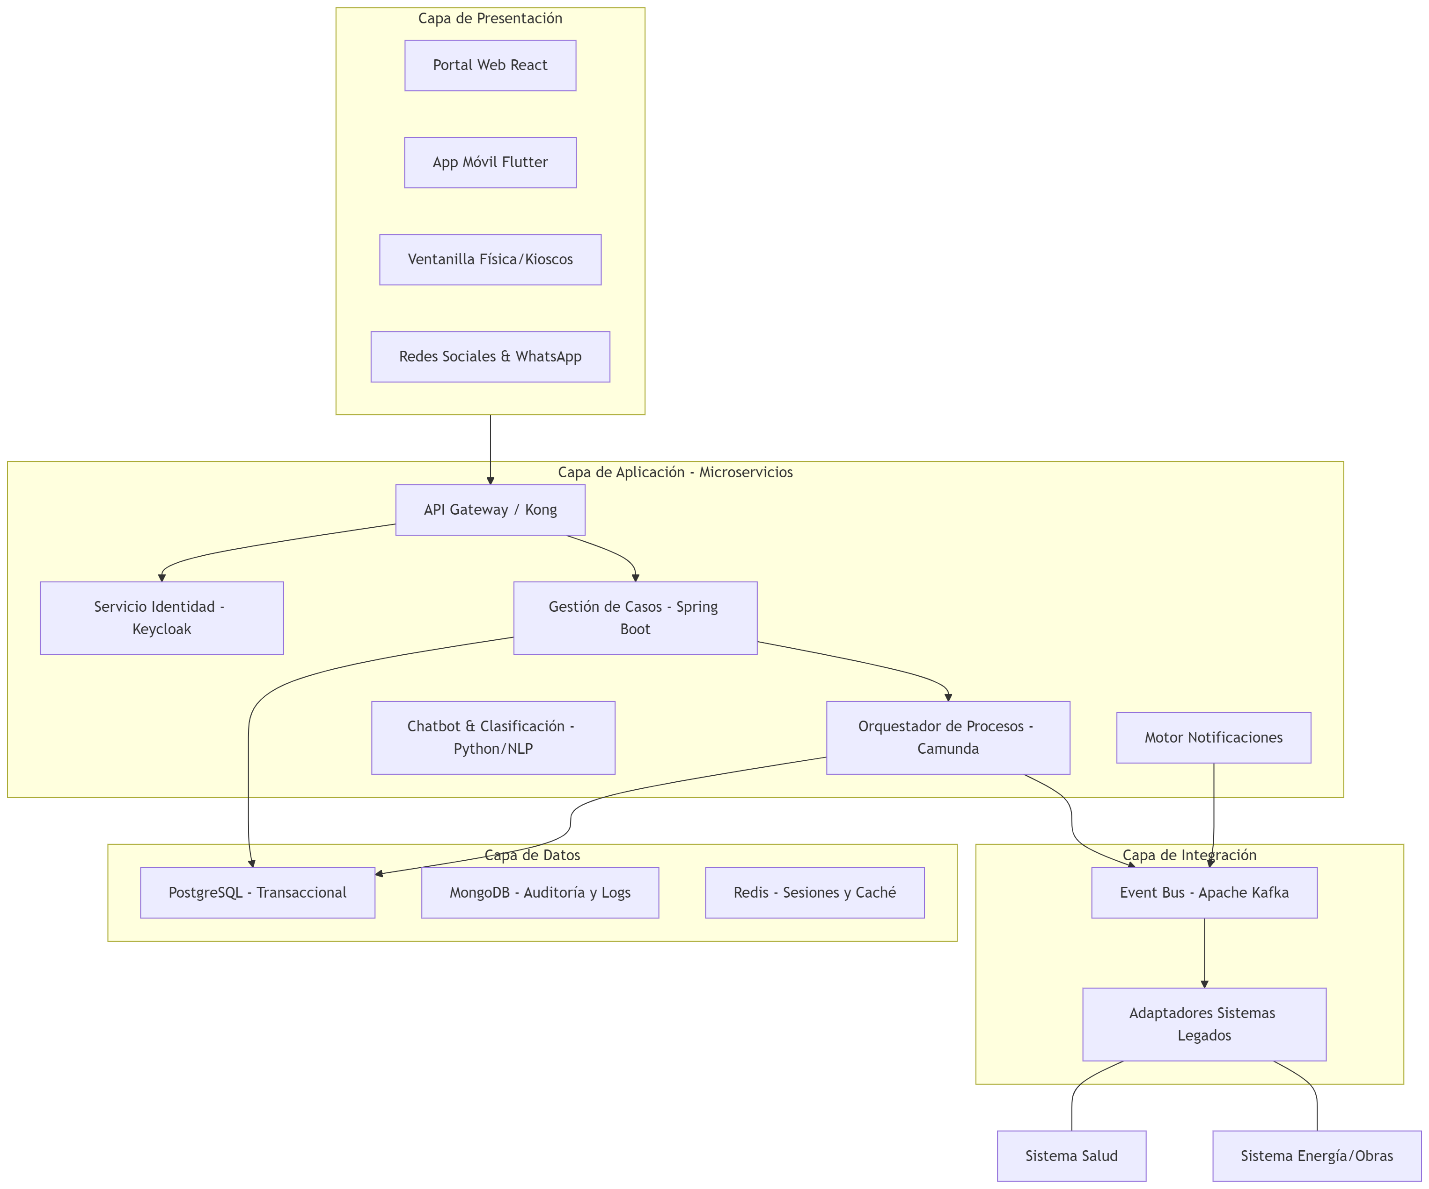 Capa de Presentación
Portal Web React
App Móvil Flutter
Ventanilla Física/Kioscos
Redes Sociales & WhatsApp
Capa de Aplicación - Microservicios
API Gateway / Kong
Servicio Identidad -
Keycloak
Gestión de Casos - Spring
Boot
Chatbot & Clasificación -
Python/NLP
Orquestador de Procesos -
Camunda
Motor Notificaciones
Capa de Datos
PostgreSQL - Transaccional
MongoDB - Auditoría y Logs
Redis - Sesiones y Caché
Capa de Integración
Event Bus - Apache Kafka
Adaptadores Sistemas
Legados
Sistema Salud
Sistema Energía/Obras